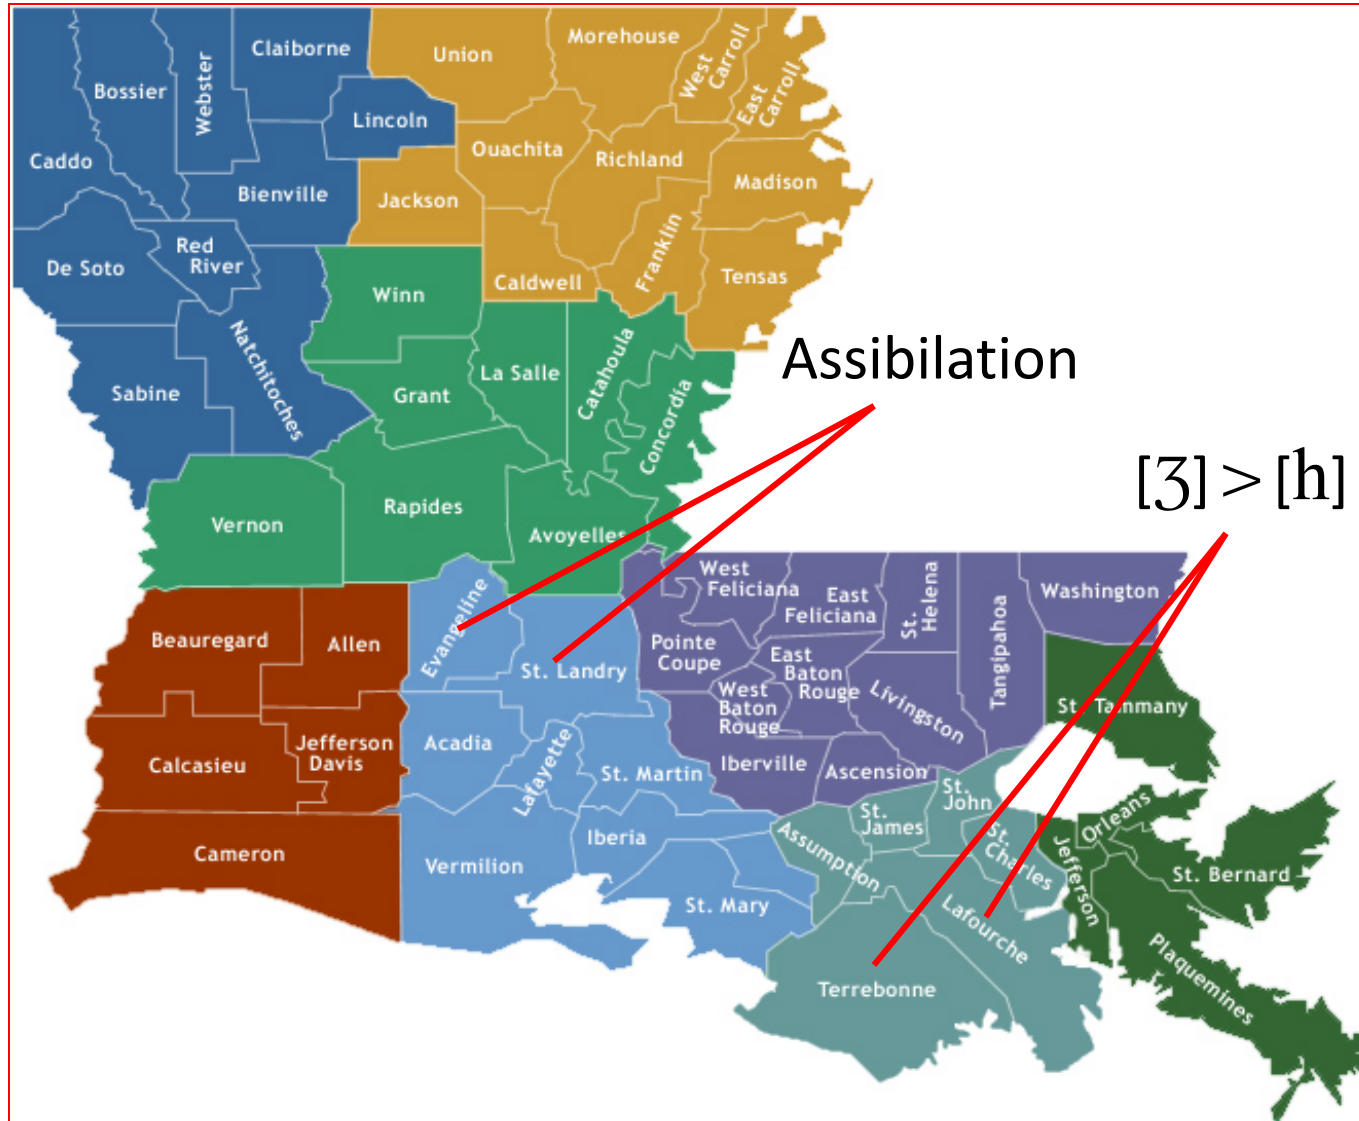 Claiborne
Union
Morehouse
West
Carroll
East
Carroll
Bossier
Webster
Lincoln
Caddo
Ouachita
Richland
Madison
Bienville
Jackson
Franklin
Red
River
De Soto
Winn
Caldwell
Tensas
Natchitoches
Sabine
Grant
La Salle
Catahoula
Concordia
Assibilation
[ʒ] > [h]
Vernon
Rapides
Avoyelles
West
Feliciana
East
Feliciana
St.
Helena
Tangipahoa
Washington
Beauregard
Allen
Evangeline
St. Landry
Pointe
Coupe
East
Baton
Rouge
West
Baton
Rouge
Livingston
St. Tammany
Calcasieu
Jefferson
Davis
Acadia
Lafayette
St. Martin
Iberville
Ascension
St.
John
St.
James
St.
Charles
Orleans
Cameron
Vermilion
Iberia
Assumption
Jefferson
St. Bernard
St. Mary
Lafourche
Plaquemines
Terrebonne